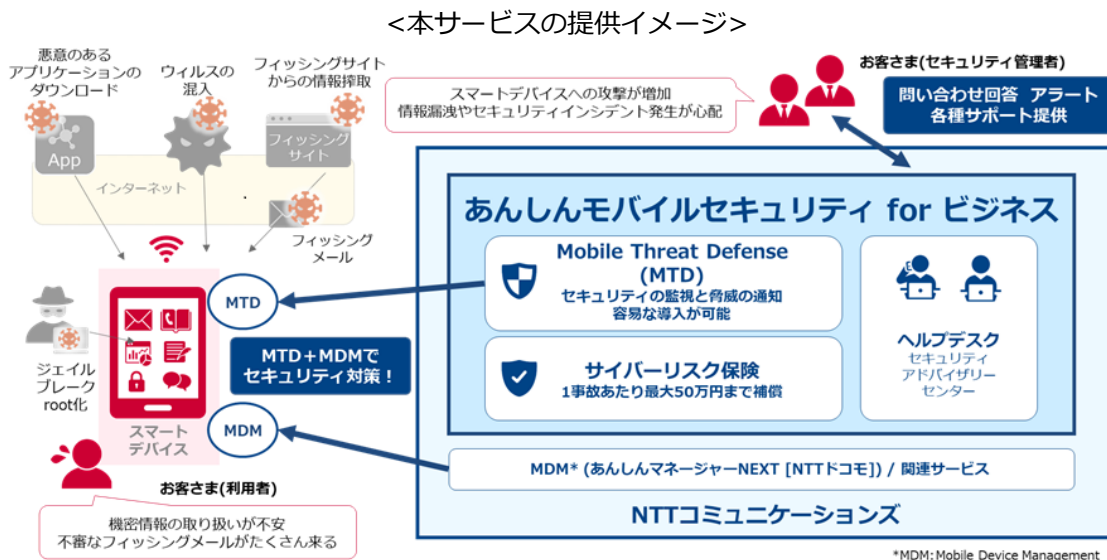 <本サービスの提供イメージ>
悪意のある
アプリケーションの
ダウンロード
ウィルスの
混入
フィッシングサイト
からの情報搾取
App
フィッシング
サイト
インターネット
フィッシング
メール
スマートデバイスへの攻撃が増加
情報漏洩やセキュリティインシデント発生が心配
お客さま(セキュリティ管理者)
問い合わせ回答 アラート
各種サポート提供
あんしんモバイルセキュリティ for ビジネス
Mobile Threat Defense
(MTD)
セキュリティの監視と脅威の通知
容易な導入が可能
サイバーリスク保険
1事故あたり最大50万円まで補償
ヘルプデスク
セキュリティ
アドバイザリー
センター
MTD
MTD+MDMで
セキュリティ対策！
MDM
ジェイル
ブレーク
root化
スマート
デバイス
お客さま(利用者)
機密情報の取り扱いが不安
不審なフィッシングメールがたくさん来る
MDM* (あんしんマネージャーNEXT [NTTドコモ]) / 関連サービス
NTTコミュニケーションズ
*MDM:Mobile Device Management